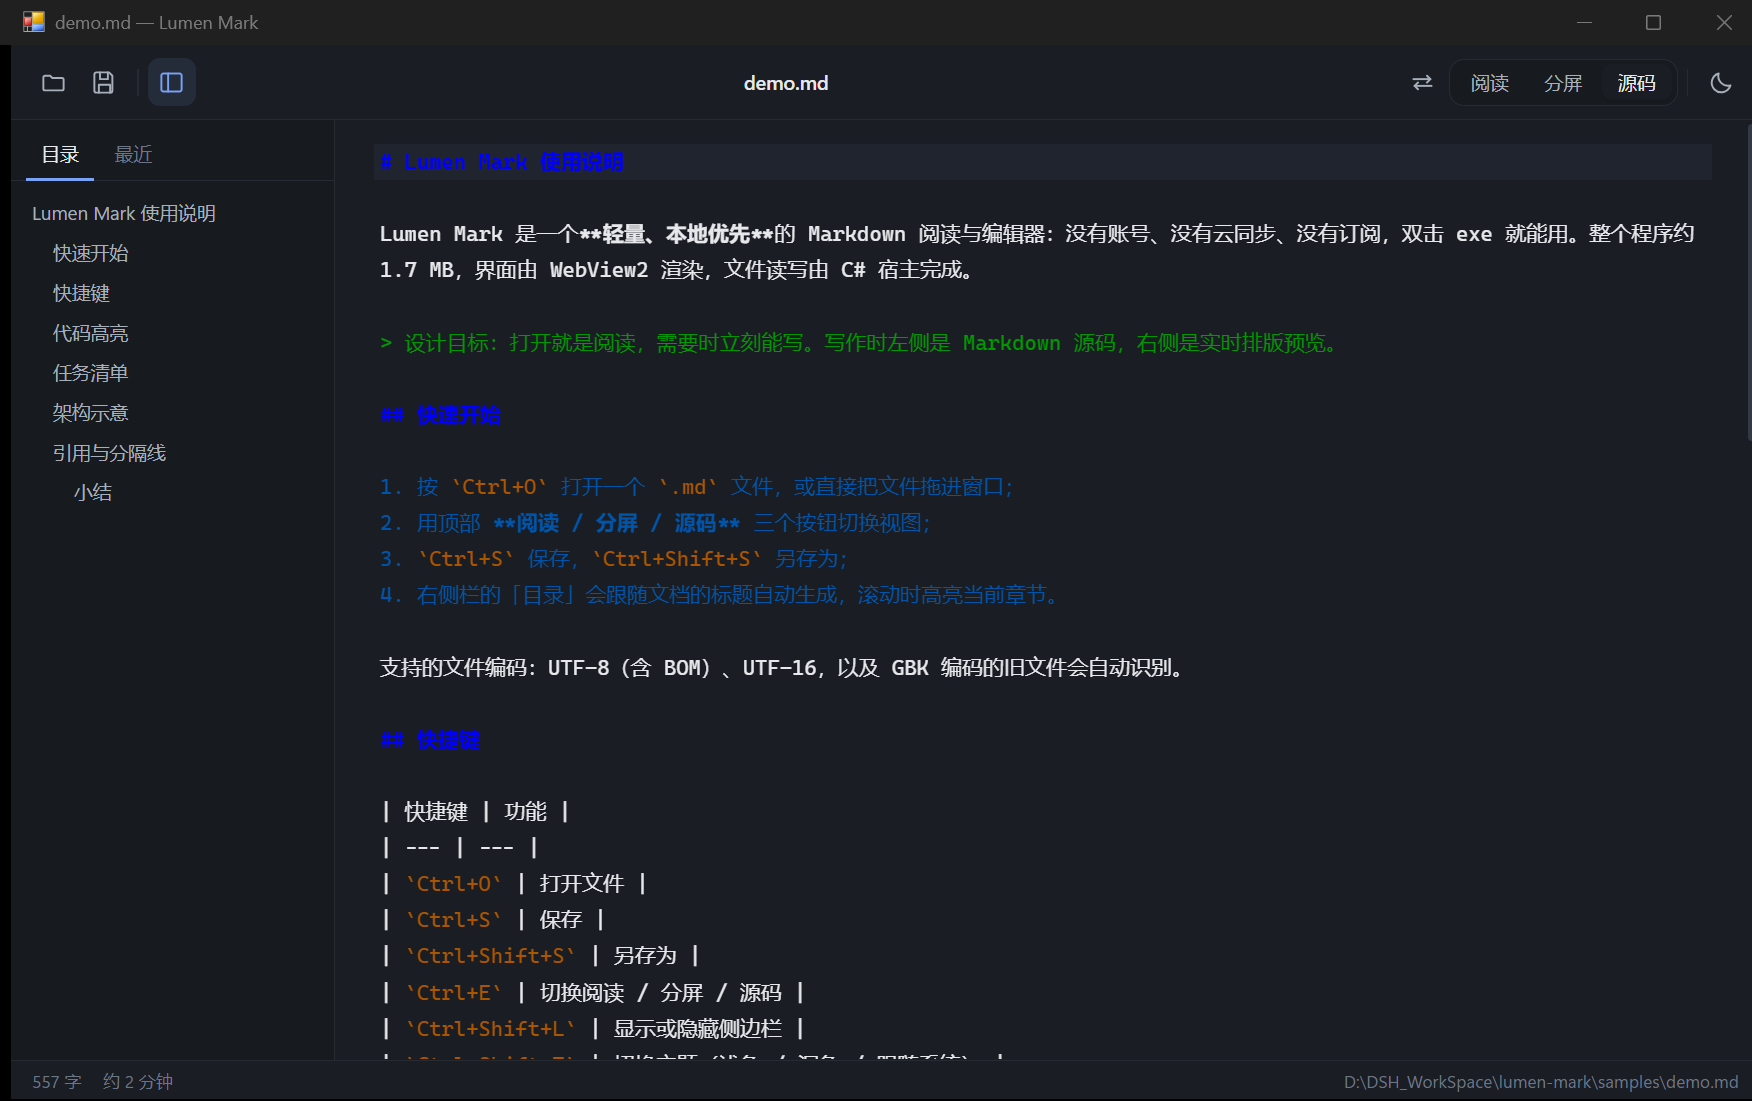 demo.md — Lumen Mark
demo.md
阅读 分屏 源码
目录 最近
Lumen Mark 使用说明
快速开始
快捷键
代码高亮
任务清单
架构示意
引用与分隔线
小结
# Lumen Mark 使用说明
Lumen Mark 是一个**轻量、本地优先**的 Markdown 阅读与编辑器：没有账号、没有云同步、没有订阅，双击 exe 就能用。整个程序约
1.7 MB，界面由 WebView2 渲染，文件读写由 C# 宿主完成。
> 设计目标：打开就是阅读，需要时立刻能写。写作时左侧是 Markdown 源码，右侧是实时排版预览。
## 快速开始
1. 按 `Ctrl+O` 打开一个 `.md` 文件，或直接把文件拖进窗口；
2. 用顶部 **阅读 / 分屏 / 源码** 三个按钮切换视图；
3. `Ctrl+S` 保存，`Ctrl+Shift+S` 另存为；
4. 右侧栏的「目录」会跟随文档的标题自动生成，滚动时高亮当前章节。
支持的文件编码：UTF-8（含 BOM）、UTF-16，以及 GBK 编码的旧文件会自动识别。
## 快捷键
| 快捷键 | 功能 |
| --- | --- |
| `Ctrl+O` | 打开文件 |
| `Ctrl+S` | 保存 |
| `Ctrl+Shift+S` | 另存为 |
| `Ctrl+E` | 切换阅读 / 分屏 / 源码 |
| `Ctrl+Shift+L` | 显示或隐藏侧边栏 |
557 字 约 2 分钟
D:\DSH_WorkSpace\lumen-mark\samples\demo.md